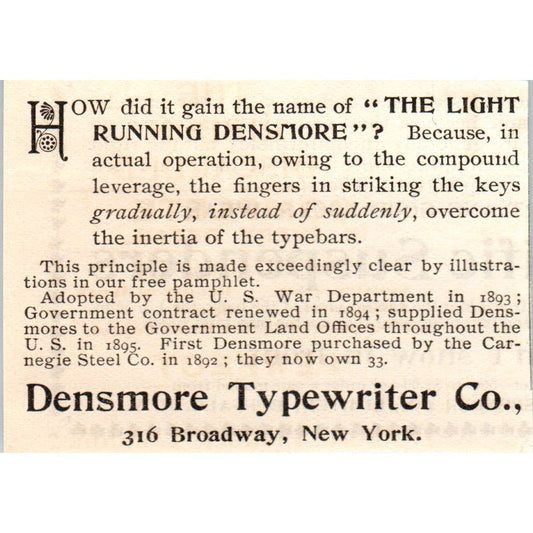 HOW did it gain the name of "THE LIGHT
RUNNING DENSMORE"? Because, in
actual operation, owing to the compound
leverage, the fingers in striking the keys
gradually, instead of suddenly, overcome
the inertia of the typebars.
This principle is made exceedingly clear by illustra-
tions in our free pamphlet.
Adopted by the U. S. War Department in 1893;
Government contract renewed in 1894; supplied Dens-
mores to the Government Land Offices throughout the
U. S. in 1895. First Densmore purchased by the Car-
negie Steel Co. in 1892; they now own 33.
Densmore Typewriter Co.,
316 Broadway, New York.